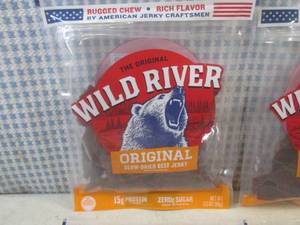 RUGGED CHEW • RICH FLAVOR
BY AMERICAN JERKY CRAFTSMEN
THE ORIGINAL
WILD RIVER
ORIGINAL
SLOW-DRIED BEEF JERKY
15g PROTEIN
ZERO SUGAR
WILD